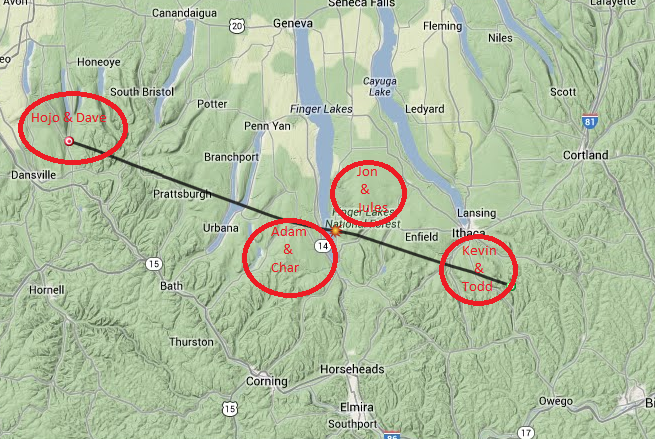 Avon
Seneca Falls
Lafayette
Canandaigua
Geneva
Fleming
20
Niles
Honeoye
Cayuga
Lake
South Bristol
Scott
Potter
Finger Lakes
Ledyard
81
Hojo & Dave
Penn Yan
Cortland
Branchport
Jon
&
Jules
Dansville
Prattsburgh
Finger Lakes
National Forest
Lansing
Urbana
Adam
&
Char
14
Enfield
Ithaca
Kevin
&
Todd
15
Bath
Hornell
Thurston
Horseheads
Corning
Owego
15
Elmira
Southport
17
86